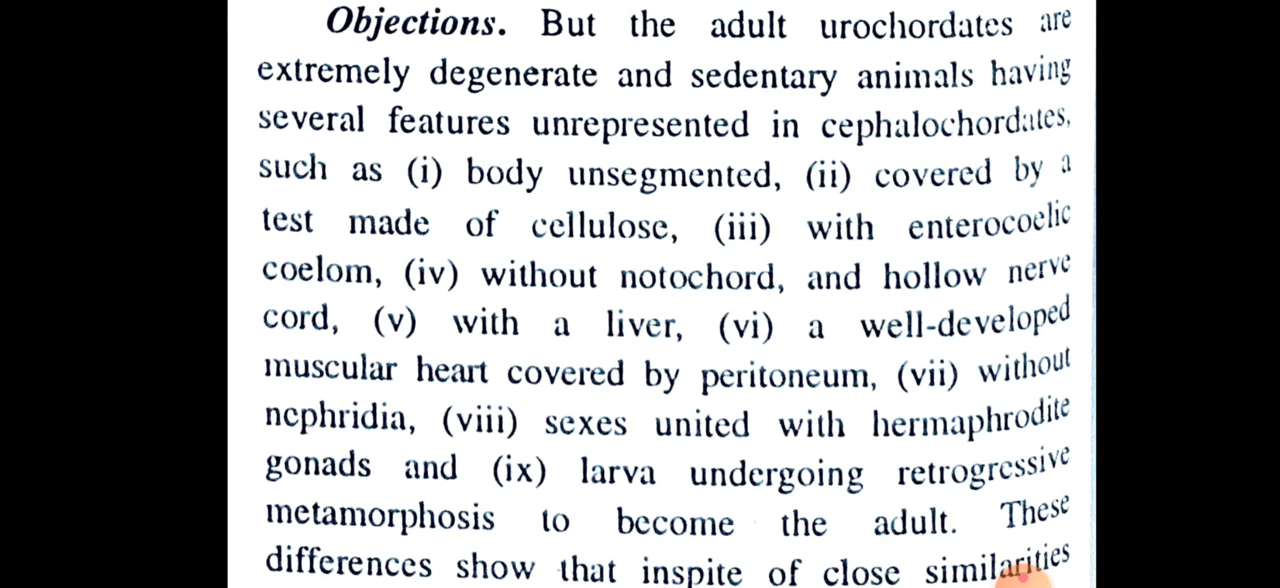 Objections. But the adult urochordates are
extremely degenerate and sedentary animals having
several features unrepresented in cephalochordates,
such as (i) body unsegmented, (ii) covered by a
test made of cellulose, (iii) with enterocoelic
coelom, (iv) without notochord, and hollow nerve
cord, (v) with a liver, (vi) a well-developed
muscular heart covered by peritoneum, (vii) without
nephridia, (viii) sexes united with hermaphrodite
gonads and (ix) larva undergoing retrogressive
metamorphosis to become the adult. These
differences show that inspite of close similarities